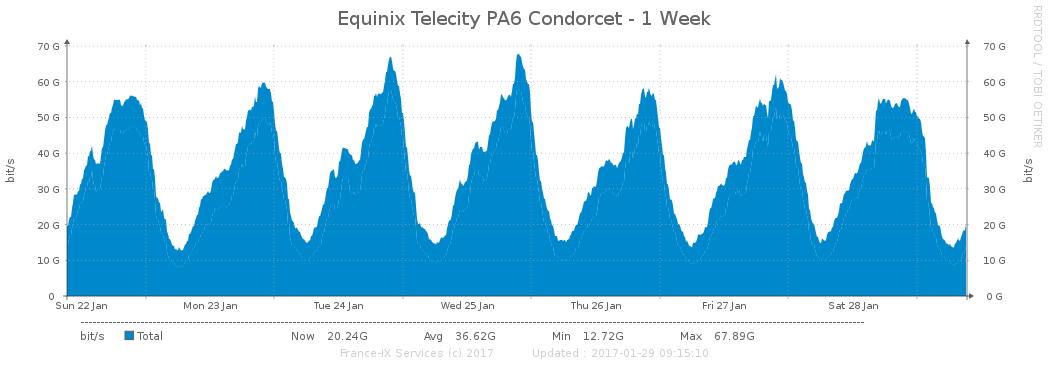 Equinix Telecity PA6 Condorcet - 1 Week
RRDTOOL / TOBI OETIKER
70 G 70 G
60 G 60 G
50 G 50 G
40 G 40 G
30 G 30 G
20 G 20 G
10 G 10 G
0 0 G
bit/s
bit/s
Sun 22 Jan Mon 23 Jan Tue 24 Jan Wed 25 Jan Thu 26 Jan Fri 27 Jan Sat 28 Jan
bit/s Total Now 20.24G Avg 36.62G Min 12.72G Max 67.89G
France-IX Services (c) 2017 Updated : 2017-01-29 09:15:10